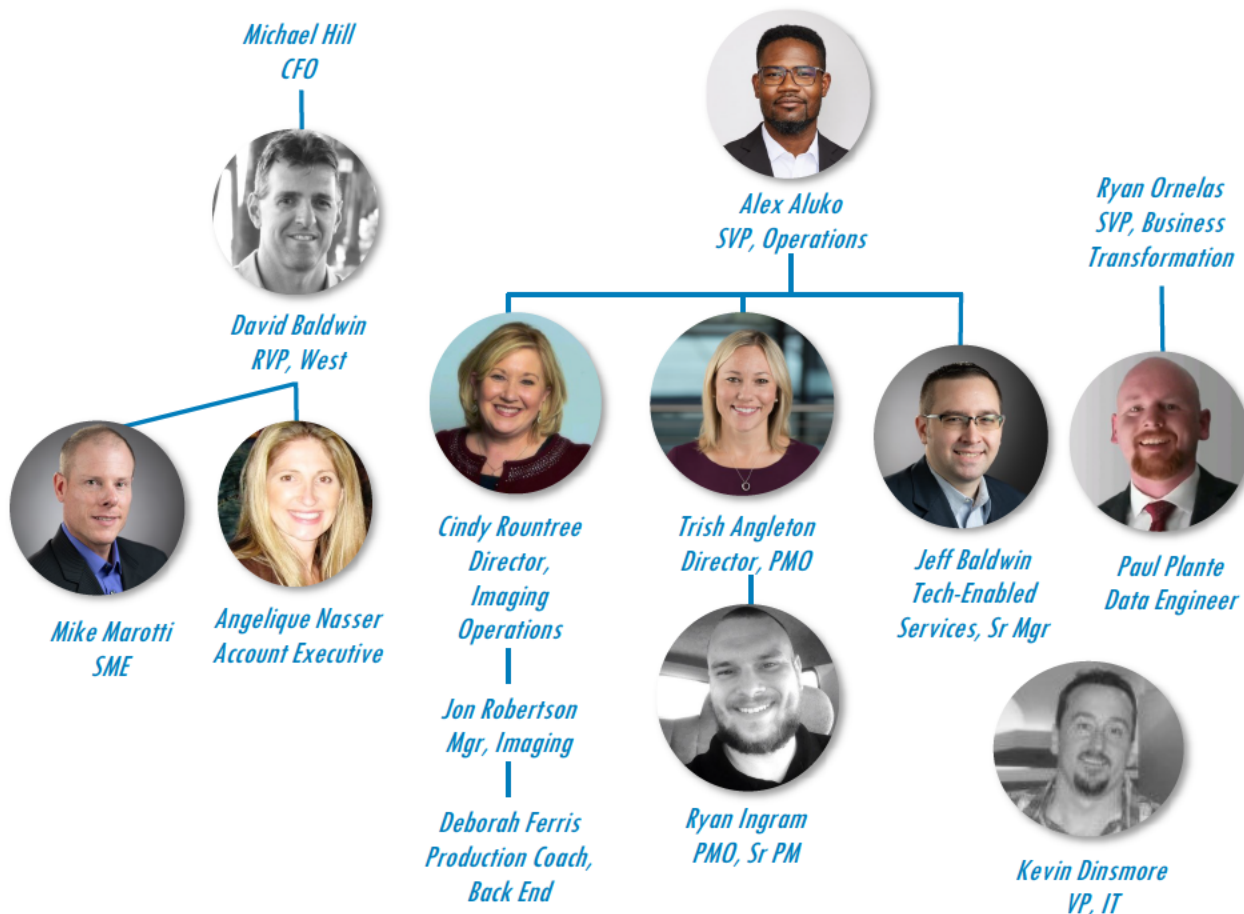 Michael Hill
CFO
David Baldwin
RVP, West
Mike Marotti
SME
Angelique Nasser
Account Executive
Alex Aluko
SVP, Operations
Cindy Rountree
Director,
Imaging
Operations
Jon Robertson
Mgr, Imaging
Deborah Ferris
Production Coach,
Back End
Trish Angleton
Director, PMO
Ryan Ingram
PMO, Sr PM
Jeff Baldwin
Tech-Enabled
Services, Sr Mgr
Ryan Ornelas
SVP, Business
Transformation
Paul Plante
Data Engineer
Kevin Dinsmore
VP, IT